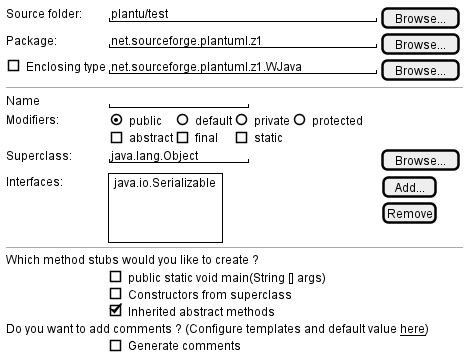 Source folder: plantu/test Browse...
Package: net.sourceforge.plantuml.z1 Browse...
Enclosing type net.sourceforge.plantuml.z1.WJava Browse...
Name
Modifiers: public default private protected
abstract final static
Superclass: java.lang.Object Browse...
Interfaces: java.io.Serializable Add...
Remove
Which method stubs would you like to create ?
public static void main(String [] args)
Constructors from superclass
Inherited abstract methods
Do you want to add comments ? (Configure templates and default value here)
Generate comments